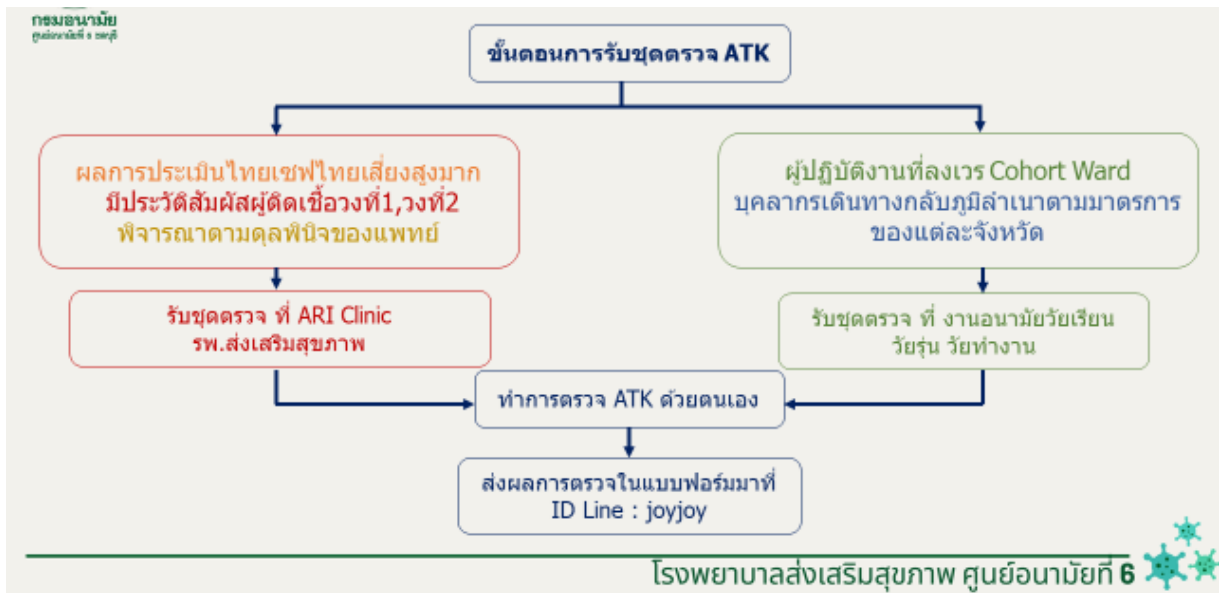 กรมอนามัย
ศูนย์อนามัยที่ 6 ชลบุรี
ขั้นตอนการรับชุดตรวจ ATK
ผลการประเมินไทยเซฟไทยเสี่ยงสูงมาก
มีประวัติสัมผัสผู้ติดเชื้อวงที่1,วงที่2
พิจารณาตามดุลพินิจของแพทย์
ผู้ปฏิบัติงานที่ลงเวร Cohort Ward
บุคลากรเดินทางกลับภูมิลำเนาตามมาตรการ
ของแต่ละจังหวัด
รับชุดตรวจ ที่ ARI Clinic
รพ.ส่งเสริมสุขภาพ
รับชุดตรวจ ที่ งานอนามัยวัยเรียน
วัยรุ่น วัยทำงาน
ทำการตรวจ ATK ด้วยตนเอง
ส่งผลการตรวจในแบบฟอร์มมาที่
ID Line : joyjoy
โรงพยาบาลส่งเสริมสุขภาพ ศูนย์อนามัยที่ 6